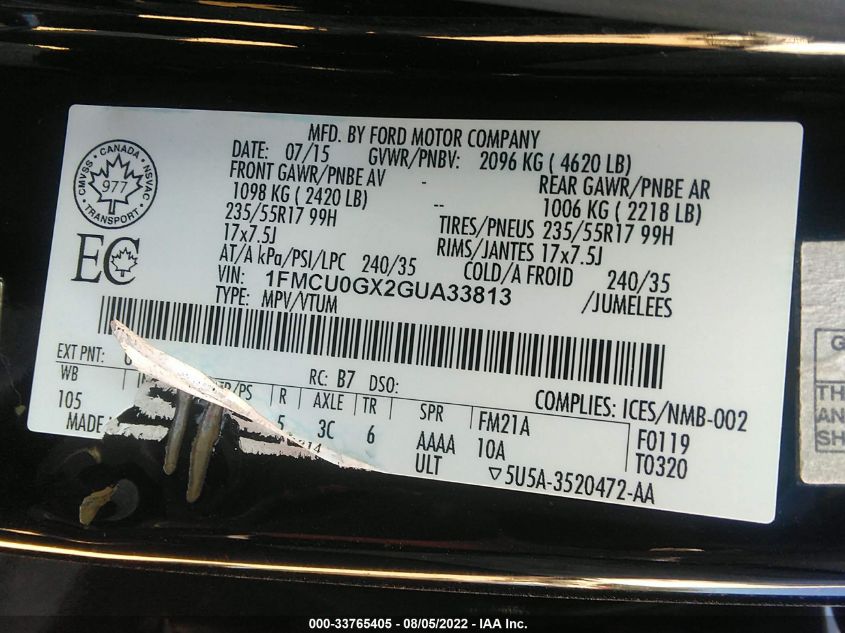 MFD. BY FORD MOTOR COMPANY
DATE: 07/15 GVWR/PNBV: 2096 KG ( 4620 LB)
FRONT GAWR/PNBE AV - REAR GAWR/PNBE AR
1098 KG ( 2420 LB) -- 1006 KG ( 2218 LB)
235/55R17 99H TIRES/PNEUS 235/55R17 99H
17x7.5J RIMS/JANTES 17x7.5J
AT/A kPa/PSI/LPC 240/35 COLD/A FROID 240/35
VIN: 1FMCU0GX2GUA33813 /JUMELEES
TYPE: MPV/VTUM
CMVSS CANADA NSVAC TRANSPORT
977
EC
EXT PNT: RC: B7 DSO: COMPLIES: ICES/NMB-002
WB R AXLE TR SPR FM21A F0119
105 5 3C 6 AAAA 10A T0320
MADE ULT ▽5U5A-3520472-AA
G
TH
AN
SH
000-33765405 - 08/05/2022 - IAA Inc.